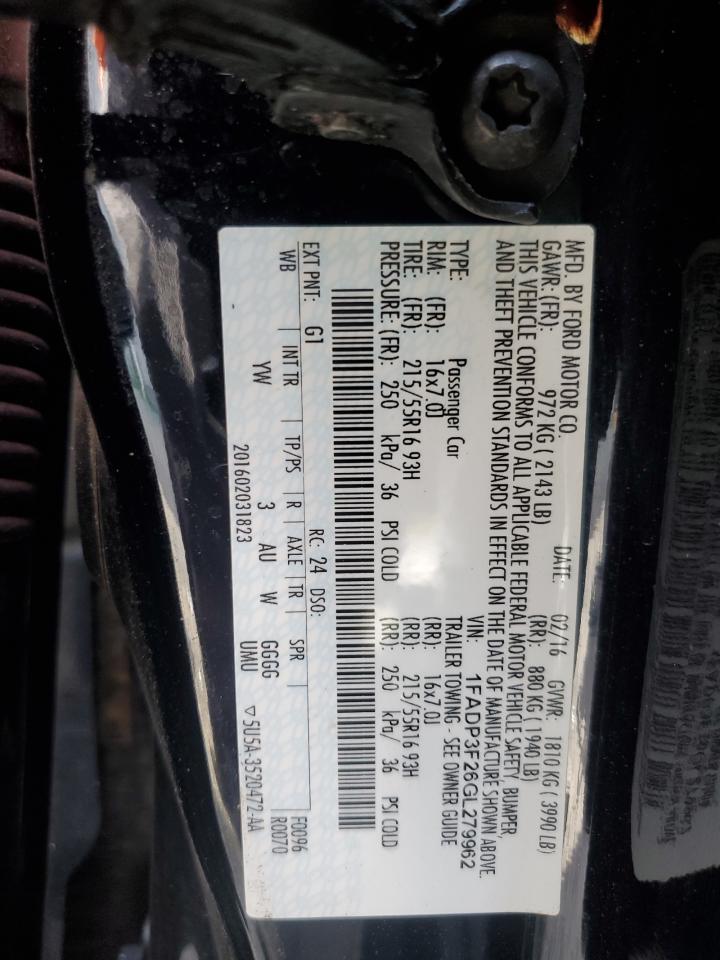 MFD. BY FORD MOTOR CO. DATE: 02/16 GVWR: 1810 KG ( 3990 LB)
GAWR: (FR): 972 KG ( 2143 LB) (RR): 880 KG ( 1940 LB)
THIS VEHICLE CONFORMS TO ALL APPLICABLE FEDERAL MOTOR VEHICLE SAFETY, BUMPER,
AND THEFT PREVENTION STANDARDS IN EFFECT ON THE DATE OF MANUFACTURE SHOWN ABOVE.
VIN: 1FADP3F26GL279962
TYPE: Passenger Car TRAILER TOWING - SEE OWNER GUIDE
RIM: (FR): 16x7.0J (RR): 16x7.0J
TIRE: (FR): 215/55R16 93H (RR): 215/55R16 93H
PRESSURE: (FR): 250 kPa/ 36 PSI COLD (RR): 250 kPa/ 36 PSI COLD
EXT PNT: G1 RC: 24 DSO: F0096
WB INT TR TP/PS R AXLE TR SPR R0070
YW 3 AU W GGGG
UMU
201602031823 ▽5U5A-3520472-AA